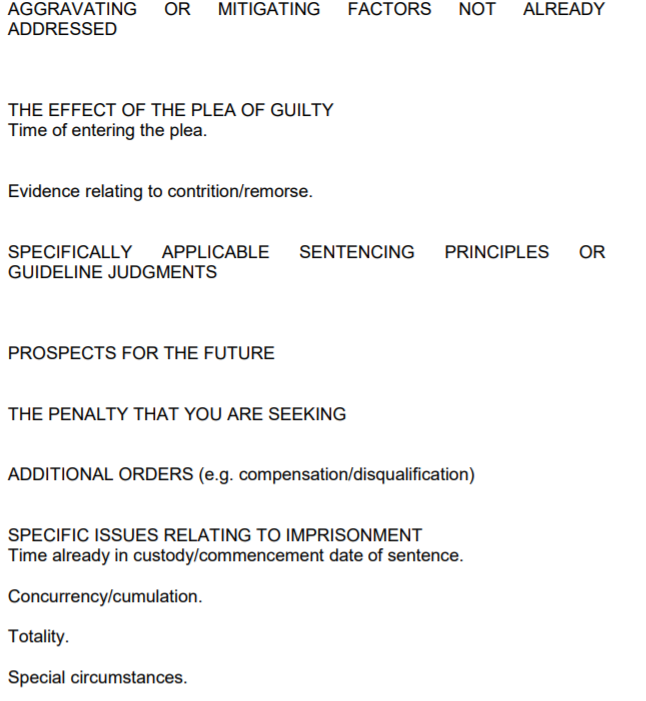 AGGRAVATING OR MITIGATING FACTORS NOT ALREADY
ADDRESSED
THE EFFECT OF THE PLEA OF GUILTY
Time of entering the plea.
Evidence relating to contrition/remorse.
SPECIFICALLY APPLICABLE SENTENCING PRINCIPLES OR
GUIDELINE JUDGMENTS
PROSPECTS FOR THE FUTURE
THE PENALTY THAT YOU ARE SEEKING
ADDITIONAL ORDERS (e.g. compensation/disqualification)
SPECIFIC ISSUES RELATING TO IMPRISONMENT
Time already in custody/commencement date of sentence.
Concurrency/cumulation.
Totality.
Special circumstances.